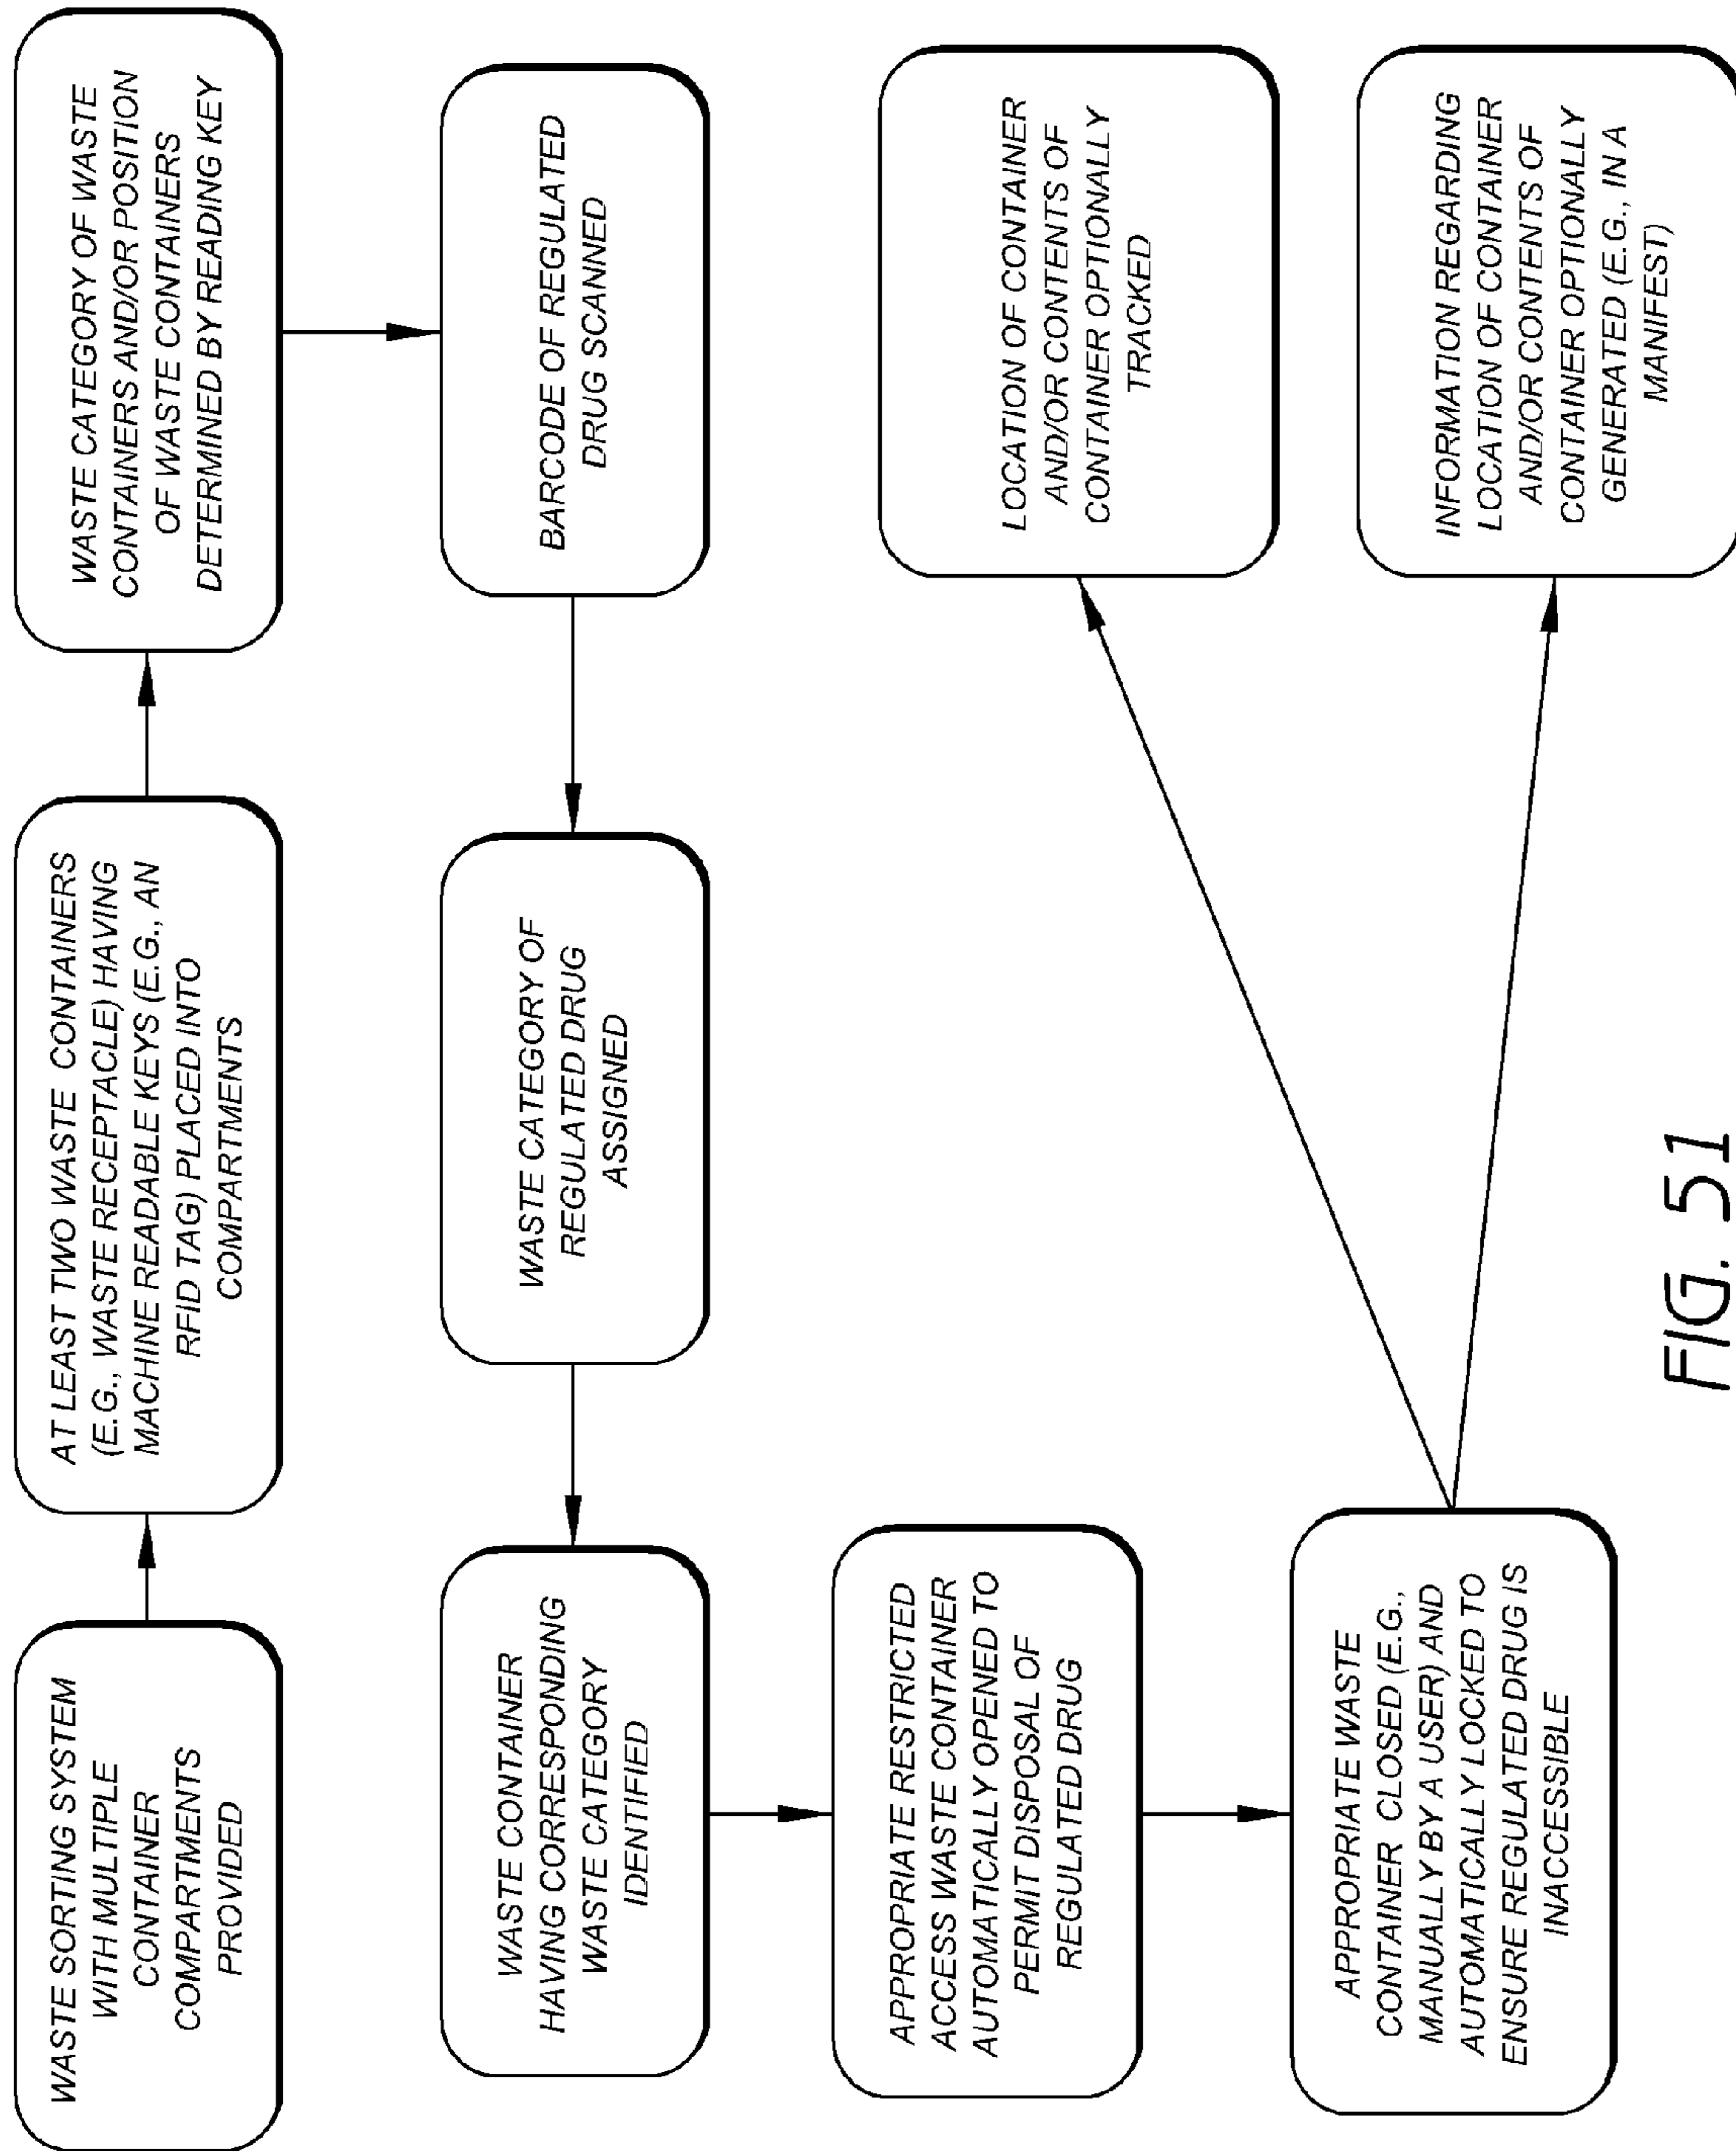 WASTE SORTING SYSTEM
WITH MULTIPLE
CONTAINER
COMPARTMENTS
PROVIDED
AT LEAST TWO WASTE CONTAINERS
(E.G., WASTE RECEPTACLE) HAVING
MACHINE READABLE KEYS (E.G., AN
RFID TAG) PLACED INTO
COMPARTMENTS
WASTE CATEGORY OF WASTE
CONTAINERS AND/OR POSITION
OF WASTE CONTAINERS
DETERMINED BY READING KEY
BARCODE OF REGULATED
DRUG SCANNED
WASTE CATEGORY OF
REGULATED DRUG
ASSIGNED
WASTE CONTAINER
HAVING CORRESPONDING
WASTE CATEGORY
IDENTIFIED
APPROPRIATE RESTRICTED
ACCESS WASTE CONTAINER
AUTOMATICALLY OPENED TO
PERMIT DISPOSAL OF
REGULATED DRUG
APPROPRIATE WASTE
CONTAINER CLOSED (E.G.,
MANUALLY BY A USER) AND
AUTOMATICALLY LOCKED TO
ENSURE REGULATED DRUG IS
INACCESSIBLE
LOCATION OF CONTAINER
AND/OR CONTENTS OF
CONTAINER OPTIONALLY
TRACKED
INFORMATION REGARDING
LOCATION OF CONTAINER
AND/OR CONTENTS OF
CONTAINER OPTIONALLY
GENERATED (E.G., IN A
MANIFEST)
FIG. 51